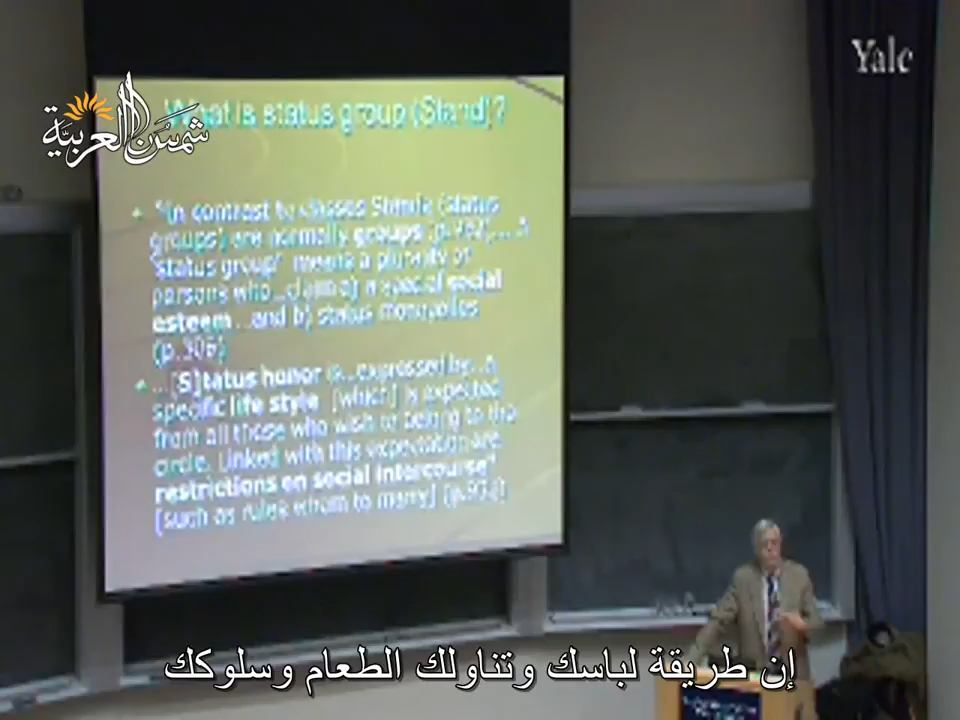 Yale
شمس العربية
What is status group (Stand)?
"In contrast to classes Stände (status
groups) are normally groups (p.932)... A
"status group" means a plurality of
persons who...claim a) a special social
esteem...and b) status monopolies
(p.306)
...[S]tatus honor is...expressed by...A
specific life style [which] is expected
from all those who wish to belong to the
circle. Linked with this expectation are
restrictions on social intercourse"
[such as rules whom to marry] (p.932)
إن طريقة لباسك وتناولك الطعام وسلوكك